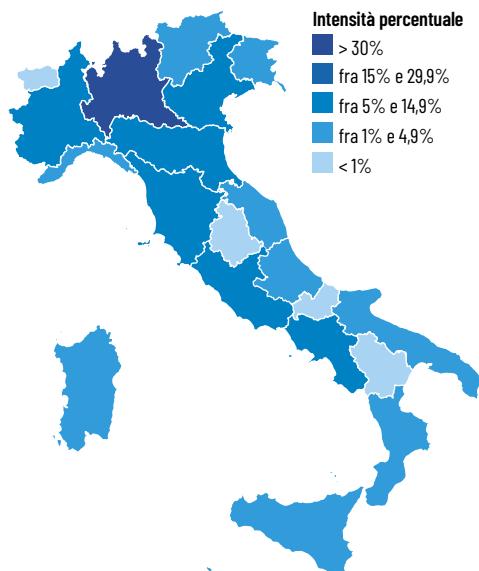 Intensità percentuale
> 30%
fra 15% e 29,9%
fra 5% e 14,9%
fra 1% e 4,9%
< 1%